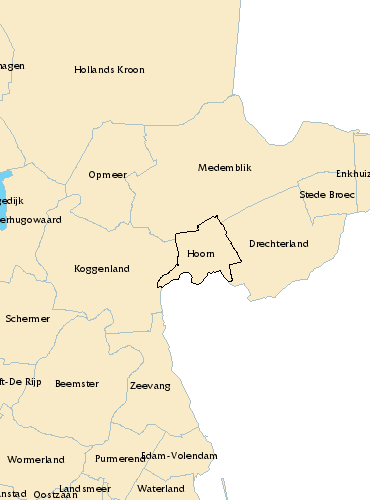 hagen
Hollands Kroon
Medemblik
Opmeer
Enkhuiz
Stede Broec
gedijk
erhugowaard
Drechterland
Hoorn
Koggenland
Schermer
ft-De Rijp
Beemster
Zeevang
Edam-Volendam
Wormerland
Purmerend
Landsmeer
Waterland
anstad
Oostzaan